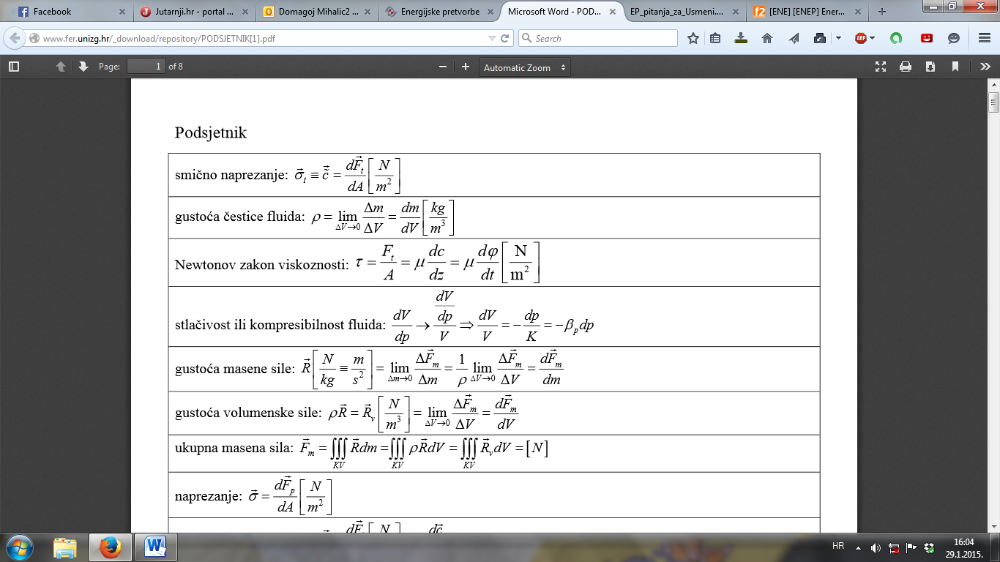 Facebook
Jutarnji.hr - portal ...
Domagoj Mihalic2 ...
Energijske pretvorbe
Microsoft Word - POD...
EP_pitanja_za_Usmeni....
f2 [ENE] [ENEP] Ener...
www.fer.unizg.hr/_download/repository/PODSJETNIK[1].pdf
Search
ABP
Page: 1 of 8
Automatic Zoom
Podsjetnik
smično naprezanje: $\vec{\sigma}_t \equiv \vec{\tilde{c}} = \frac{d\vec{F}_t}{dA} \left[\frac{N}{m^2}\right]$
gustoća čestice fluida: $\rho = \lim_{\Delta V \to 0} \frac{\Delta m}{\Delta V} = \frac{dm}{dV} \left[\frac{kg}{m^3}\right]$
Newtonov zakon viskoznosti: $\tau = \frac{F_t}{A} = \mu \frac{dc}{dz} = \mu \frac{d\varphi}{dt} \left[\frac{N}{m^2}\right]$
stlačivost ili kompresibilnost fluida: $\frac{dV}{dp} \to \frac{\frac{dV}{dp}}{V} \Rightarrow \frac{dV}{V} = -\frac{dp}{K} = -\beta_p dp$
gustoća masene sile: $\vec{R} \left[\frac{N}{kg} \equiv \frac{m}{s^2}\right] = \lim_{\Delta m \to 0} \frac{\Delta \vec{F}_m}{\Delta m} = \frac{1}{\rho} \lim_{\Delta V \to 0} \frac{\Delta \vec{F}_m}{\Delta V} = \frac{d\vec{F}_m}{dm}$
gustoća volumenske sile: $\rho \vec{R} = \vec{R}_v \left[\frac{N}{m^3}\right] = \lim_{\Delta V \to 0} \frac{\Delta \vec{F}_m}{\Delta V} = \frac{d\vec{F}_m}{dV}$
ukupna masena sila: $\vec{F}_m = \iiint_{KV} \vec{R} dm = \iiint_{KV} \rho \vec{R} dV = \iiint_{KV} \vec{R}_v dV = [N]$
naprezanje: $\vec{\sigma} = \frac{d\vec{F}_p}{dA} \left[\frac{N}{m^2}\right]$
HR
16:04
29.1.2015.